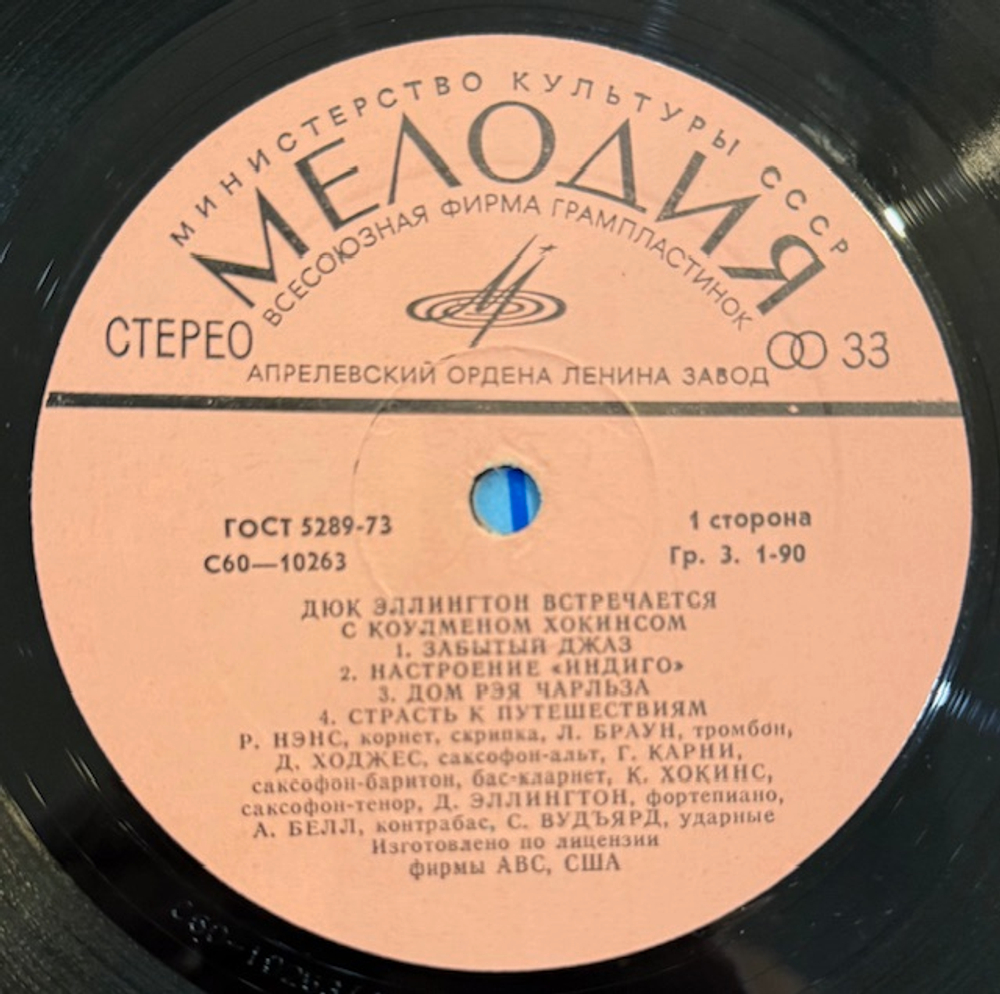 МИНИСТЕРСТВО КУЛЬТУРЫ СССР
МЕЛОДИЯ
ВСЕСОЮЗНАЯ ФИРМА ГРАМПЛАСТИНОК
СТЕРЕО
33
АПРЕЛЕВСКИЙ ОРДЕНА ЛЕНИНА ЗАВОД
ГОСТ 5289-73
1 сторона
С60—10263
Гр. 3. 1-90
ДЮК ЭЛЛИНГТОН ВСТРЕЧАЕТСЯ
С КОУЛМЕНОМ ХОКИНСОМ
1. ЗАБЫТЫЙ ДЖАЗ
2. НАСТРОЕНИЕ «ИНДИГО»
3. ДОМ РЭЯ ЧАРЛЬЗА
4. СТРАСТЬ К ПУТЕШЕСТВИЯМ
Р. НЭНС, корнет, скрипка, Л. БРАУН, тромбон,
Д. ХОДЖЕС, саксофон-альт, Г. КАРНИ,
саксофон-баритон, бас-кларнет, К. ХОКИНС,
саксофон-тенор, Д. ЭЛЛИНГТОН, фортепиано,
А. БЕЛЛ, контрабас, С. ВУДЪЯРД, ударные
Изготовлено по лицензии
фирмы ABC, США